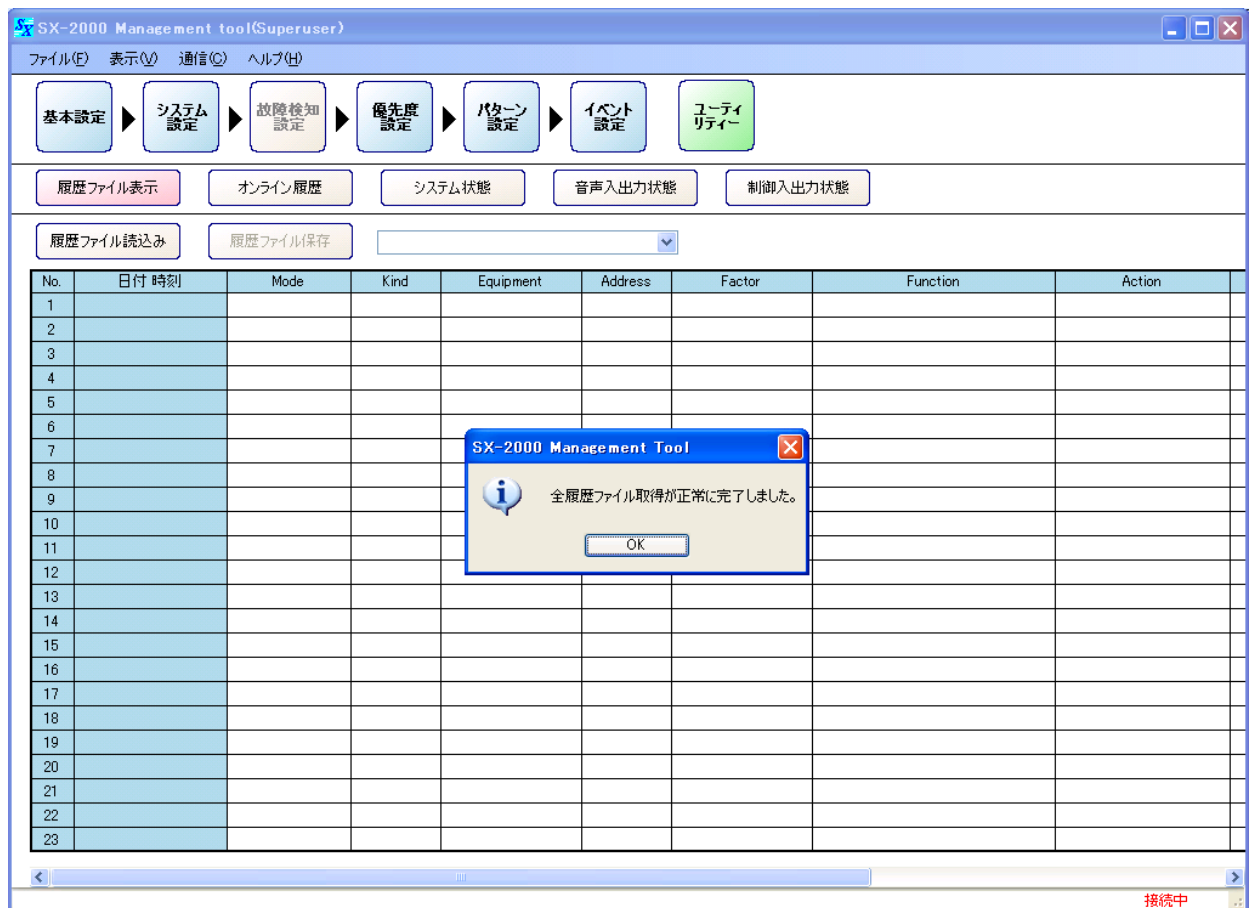 SX SX-2000 Management tool(Superuser)
ファイル(F) 表示(V) 通信(C) ヘルプ(H)
基本設定 システム設定 故障検知設定 優先度設定 パターン設定 イベント設定 ユーティリティー
履歴ファイル表示 オンライン履歴 システム状態 音声入出力状態 制御入出力状態
履歴ファイル読込み 履歴ファイル保存
No. 日付 時刻 Mode Kind Equipment Address Factor Function Action
1
2
3
4
5
6
7
8
9
10
11
12
13
14
15
16
17
18
19
20
21
22
23
SX-2000 Management Tool
全履歴ファイル取得が正常に完了しました。
OK
接続中